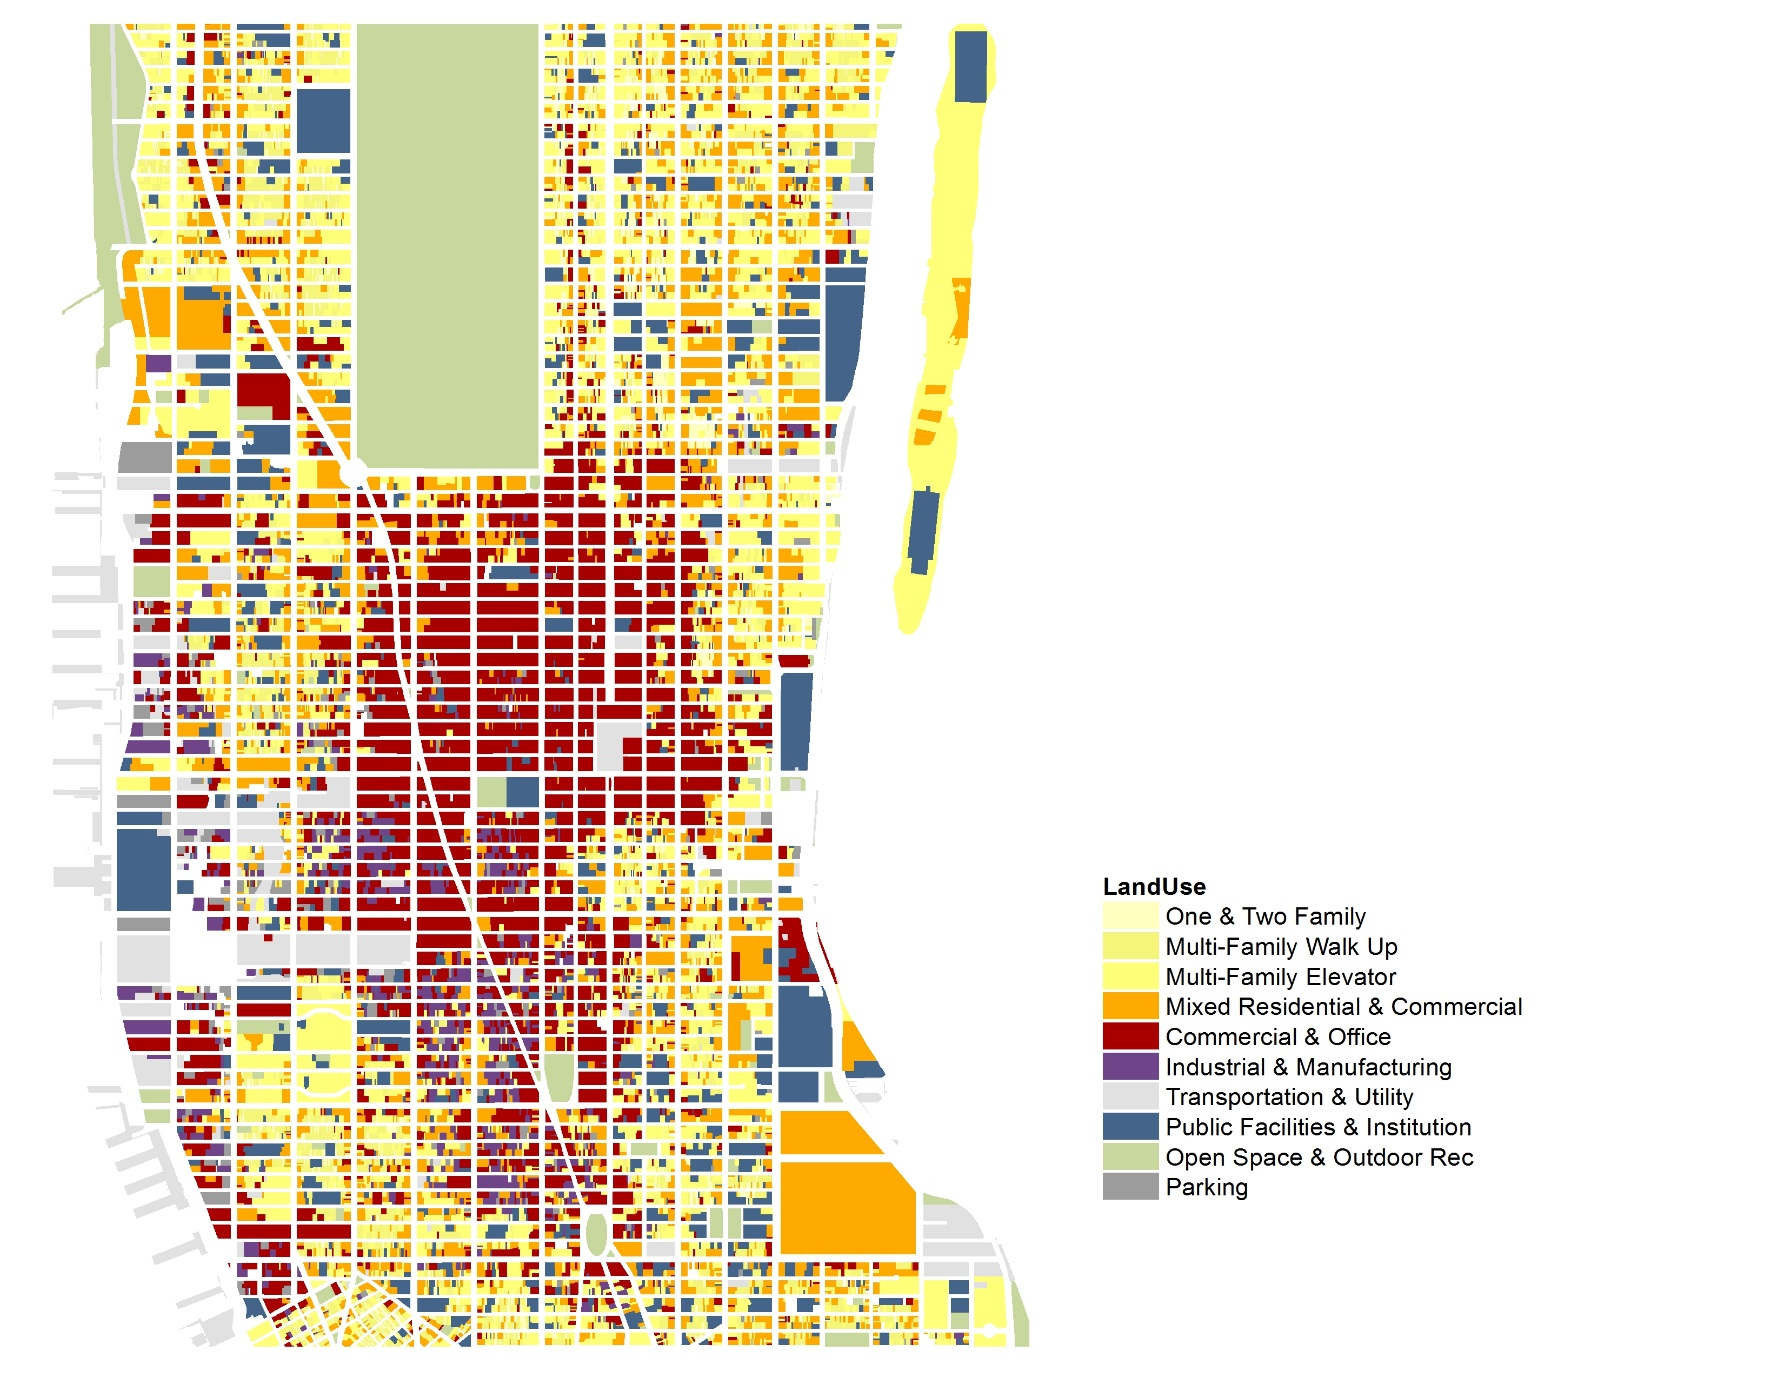 LandUse
One & Two Family
Multi-Family Walk Up
Multi-Family Elevator
Mixed Residential & Commercial
Commercial & Office
Industrial & Manufacturing
Transportation & Utility
Public Facilities & Institution
Open Space & Outdoor Rec
Parking